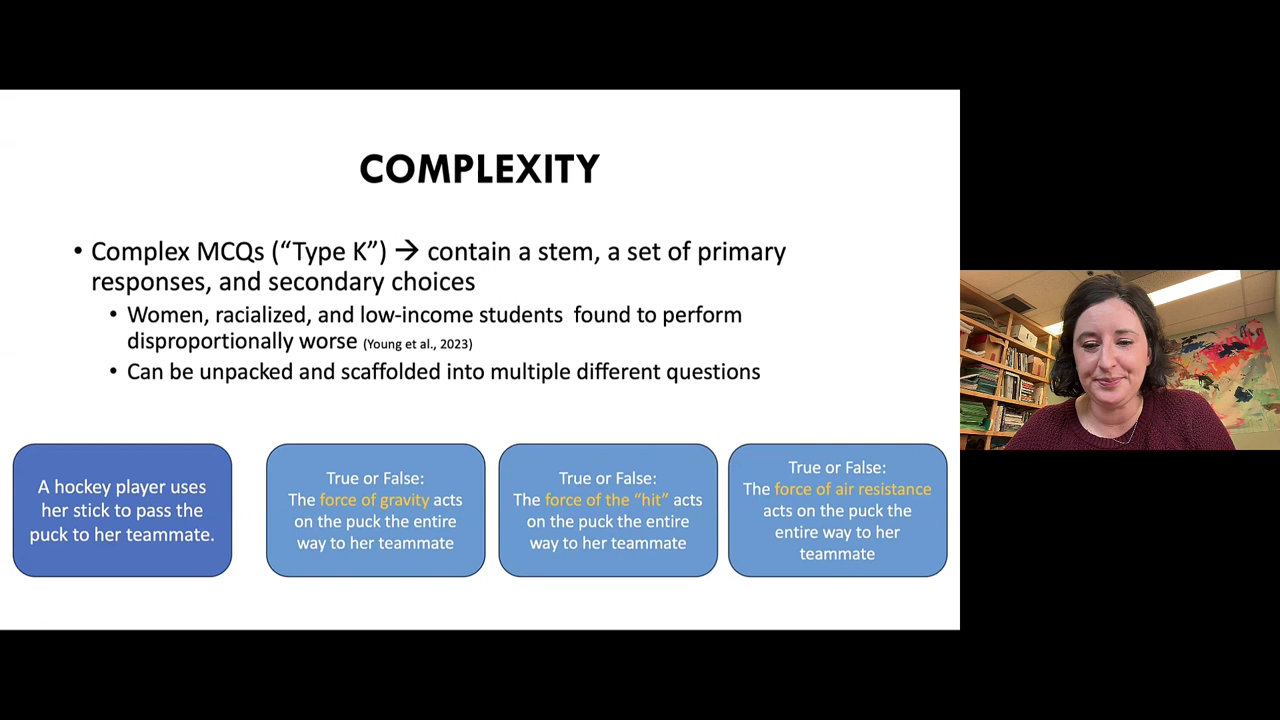 COMPLEXITY
• Complex MCQs (“Type K”) → contain a stem, a set of primary
responses, and secondary choices
• Women, racialized, and low-income students found to perform
disproportionally worse (Young et al., 2023)
• Can be unpacked and scaffolded into multiple different questions
A hockey player uses
her stick to pass the
puck to her teammate.
True or False:
The force of gravity acts
on the puck the entire
way to her teammate
True or False:
The force of the “hit” acts
on the puck the entire
way to her teammate
True or False:
The force of air resistance
acts on the puck the
entire way to her
teammate